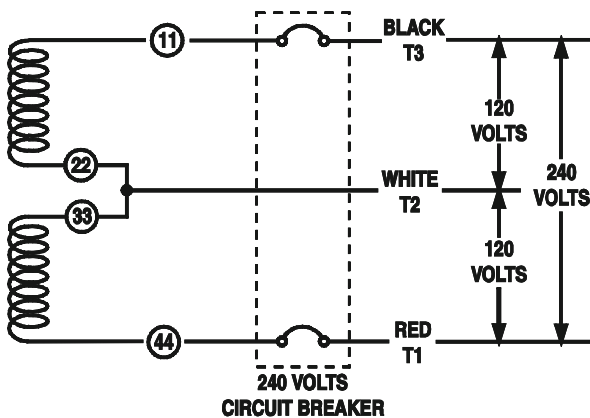 11
BLACK
T3
120
VOLTS
22
WHITE
T2
240
VOLTS
33
120
VOLTS
44
RED
T1
240 VOLTS
CIRCUIT BREAKER